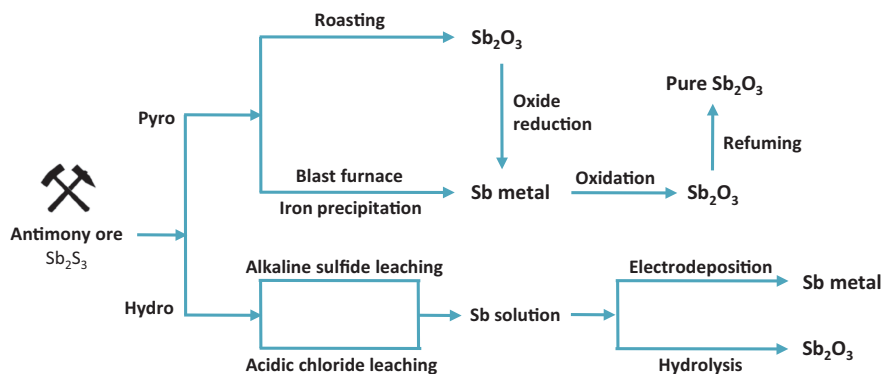 Roasting
Sb₂O₃
Pure Sb₂O₃
Pyro
Oxide
reduction
Refuming
Blast furnace
Iron precipitation
Sb metal
Oxidation
Sb₂O₃
Antimony ore
Sb₂S₃
Hydro
Alkaline sulfide leaching
Acidic chloride leaching
Sb solution
Electrodeposition
Sb metal
Hydrolysis
Sb₂O₃